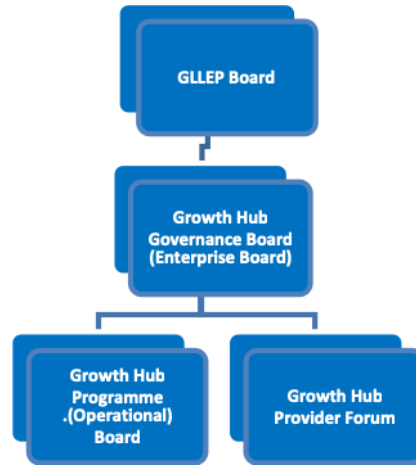 GLLEP Board
Growth Hub
Governance Board
(Enterprise Board)
Growth Hub
Programme
.(Operational)
Board
Growth Hub
Provider Forum